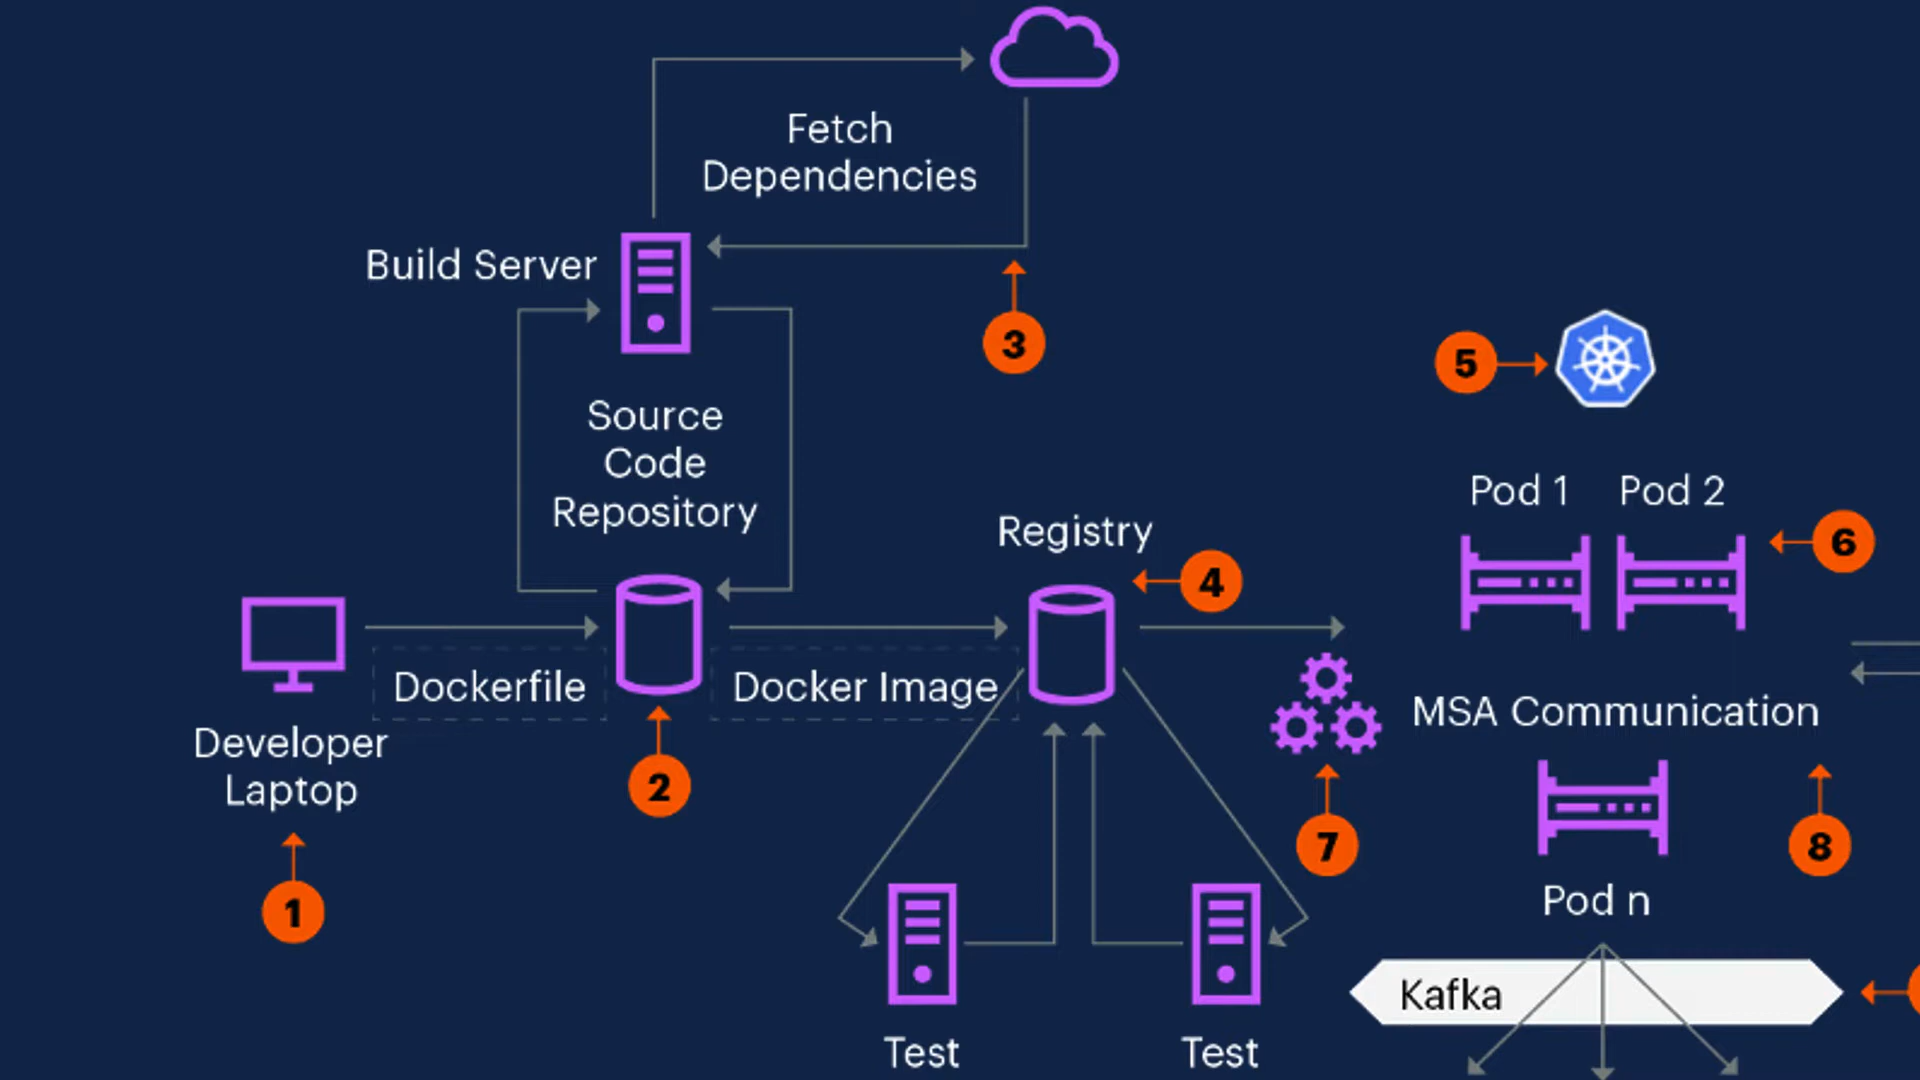 Fetch
Dependencies
Build Server
3
5
Source
Code
Repository
Pod 1
Pod 2
Registry
6
4
Dockerfile
Docker Image
MSA Communication
Developer
Laptop
2
7
8
1
Pod n
Kafka
Test
Test